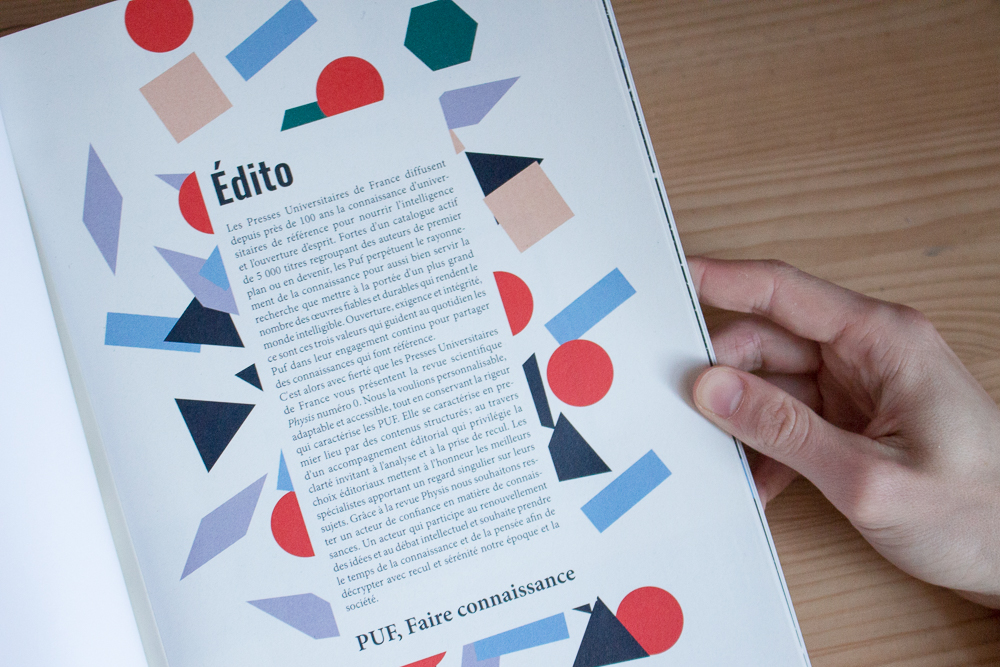 Édito
Les Presses Universitaires de France diffusent
depuis près de 100 ans la connaissance d'univer-
sitaires de référence pour nourrir l'intelligence
et l'ouverture d'esprit. Fortes d'un catalogue actif
de 5 000 titres regroupant des auteurs de premier
plan ou en devenir, les Puf perpétuent le rayonne-
ment de la connaissance pour aussi bien servir la
recherche que mettre à la portée d'un plus grand
nombre des œuvres fiables et durables qui rendent le
monde intelligible. Ouverture, exigence et intégrité,
ce sont ces trois valeurs qui guident au quotidien les
Puf dans leur engagement continu pour partager
des connaissances qui font référence.
C'est alors avec fierté que les Presses Universitaires
de France vous présentent la revue scientifique
Physis numéro 0. Nous la voulions personnalisable,
adaptable et accessible, tout en conservant la rigeur
qui caractérise les PUF. Elle se caractérise en pre-
mier lieu par des contenus structurés ; au travers
d'un accompagnement éditorial qui privilégie la
clarté invitant à l'analyse et à la prise de recul. Les
choix éditoriaux mettent à l'honneur les meilleurs
spécialistes apportant un regard singulier sur leurs
sujets. Grâce à la revue Physis nous souhaitons res-
ter un acteur de confiance en matière de connais-
sances. Un acteur qui participe au renouvellement
des idées et au débat intellectuel et souhaite prendre
le temps de la connaissance et de la pensée afin de
décrypter avec recul et sérénité notre époque et la
société.
PUF, Faire connaissance